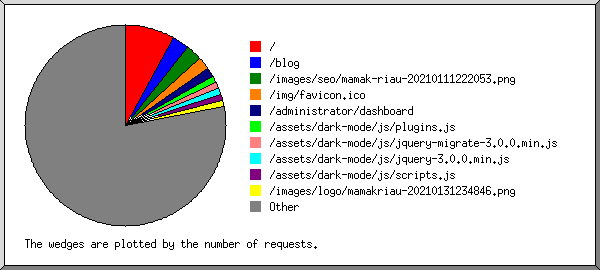 /
/blog
/images/seo/mamak-riau-20210111222053.png
/img/favicon.ico
/administrator/dashboard
/assets/dark-mode/js/plugins.js
/assets/dark-mode/js/jquery-migrate-3.0.0.min.js
/assets/dark-mode/js/jquery-3.0.0.min.js
/assets/dark-mode/js/scripts.js
/images/logo/mamakriau-20210131234846.png
Other
The wedges are plotted by the number of requests.